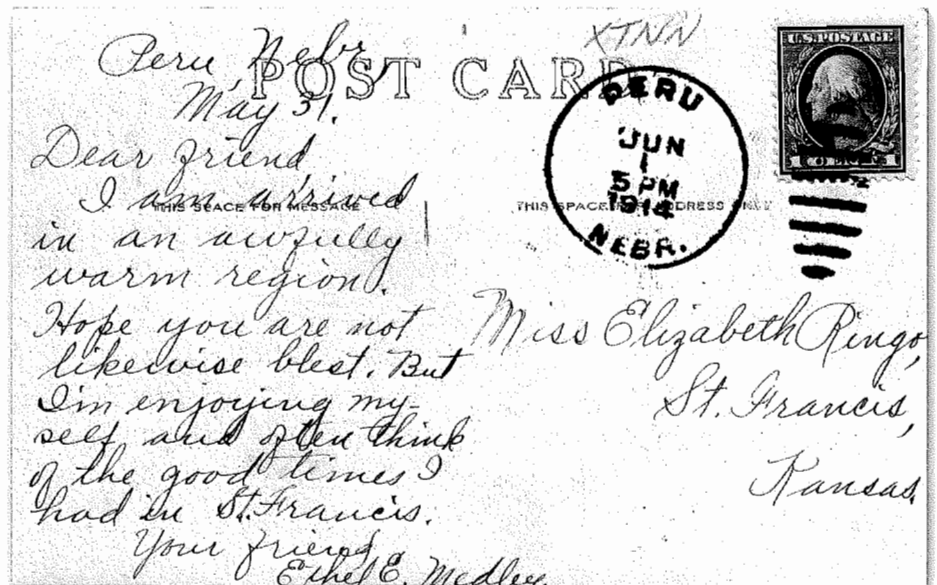 XTNN
POST CARD
U.S. POSTAGE
PERU
JUN
1
5 PM
1914
NEBR.
THIS SPACE FOR MESSAGE
THIS SPACE FOR ADDRESS ONLY
Peru, Nebr,
May 31.
Dear friend
I am arrived
in an awfully
warm region.
Hope you are not
likewise blest. But
I'm enjoying my-
self and often think
of the good times I
had in St. Francis.
Your friend,
Ethel E. Medley
Miss Elizabeth Ringo,
St. Francis,
Kansas.